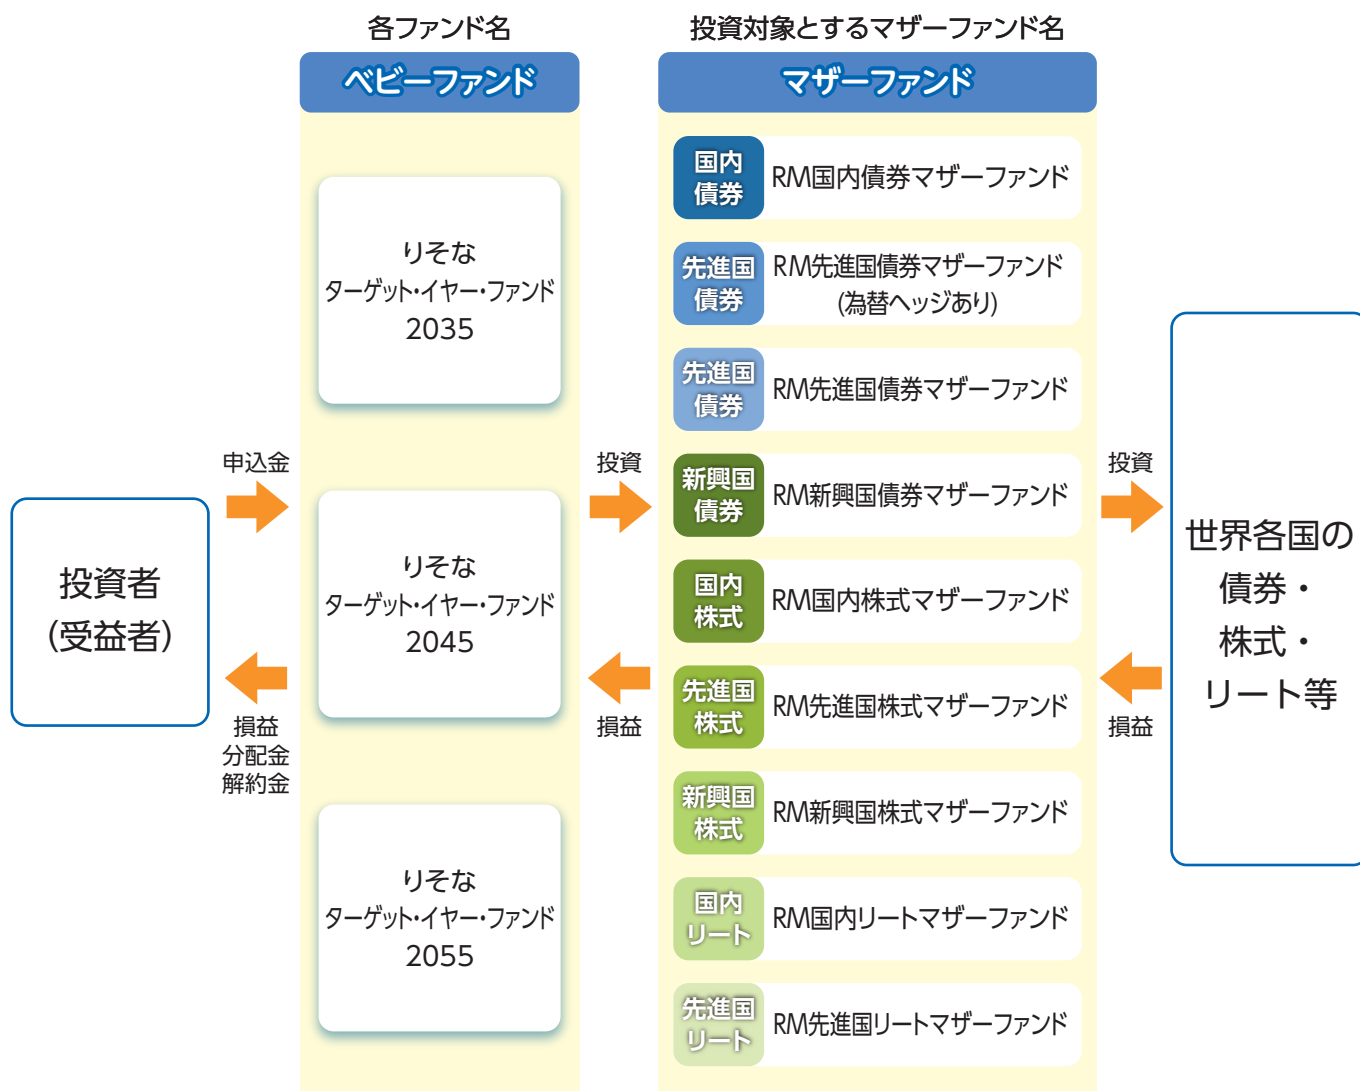 各ファンド名
ベビーファンド
りそな
ターゲット・イヤー・ファンド
2035
りそな
ターゲット・イヤー・ファンド
2045
りそな
ターゲット・イヤー・ファンド
2055
投資対象とするマザーファンド名
マザーファンド
国内
債券
RM国内債券マザーファンド
先進国
債券
RM先進国債券マザーファンド
(為替ヘッジあり)
先進国
債券
RM先進国債券マザーファンド
新興国
債券
RM新興国債券マザーファンド
国内
株式
RM国内株式マザーファンド
先進国
株式
RM先進国株式マザーファンド
新興国
株式
RM新興国株式マザーファンド
国内
リート
RM国内リートマザーファンド
先進国
リート
RM先進国リートマザーファンド
投資者
(受益者)
申込金
損益
分配金
解約金
投資
損益
投資
損益
世界各国の
債券・
株式・
リート等